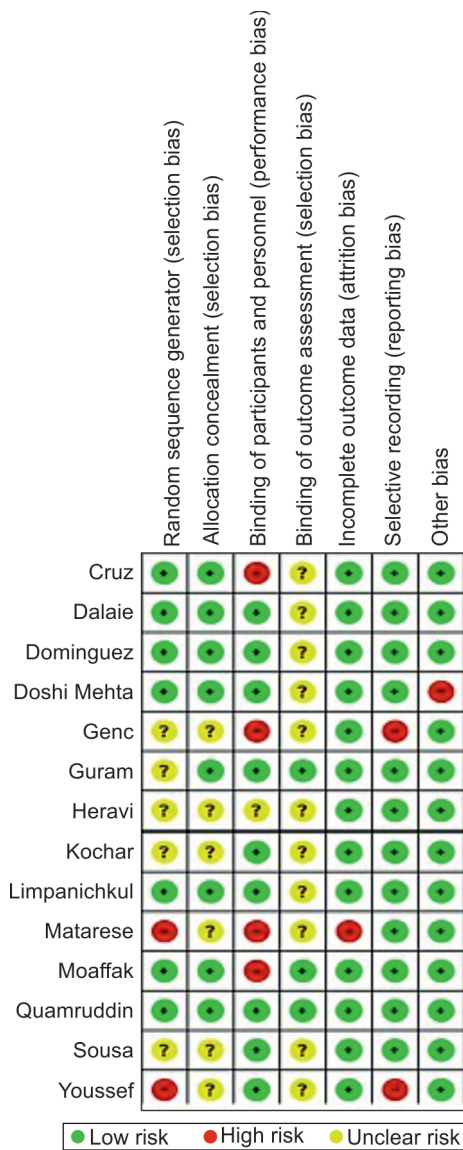 Random sequence generator (selection bias)
Allocation concealment (selection bias)
Binding of participants and personnel (performance bias)
Binding of outcome assessment (selection bias)
Incomplete outcome data (attrition bias)
Selective recording (reporting bias)
Other bias
Cruz + + - ? + + +
Dalaie + + + ? + + +
Dominguez + + + ? + + +
Doshi Mehta + + + ? + + -
Genc ? ? - ? + - +
Guram ? + + + + + +
Heravi ? ? ? ? + + +
Kochar ? ? + ? + + +
Limpanichkul + + + ? + + +
Matarese - ? - ? - + +
Moaffak + + - + + + +
Quamruddin + + + + + + +
Sousa ? ? + ? + + +
Youssef - ? + ? + - +
Low risk High risk Unclear risk